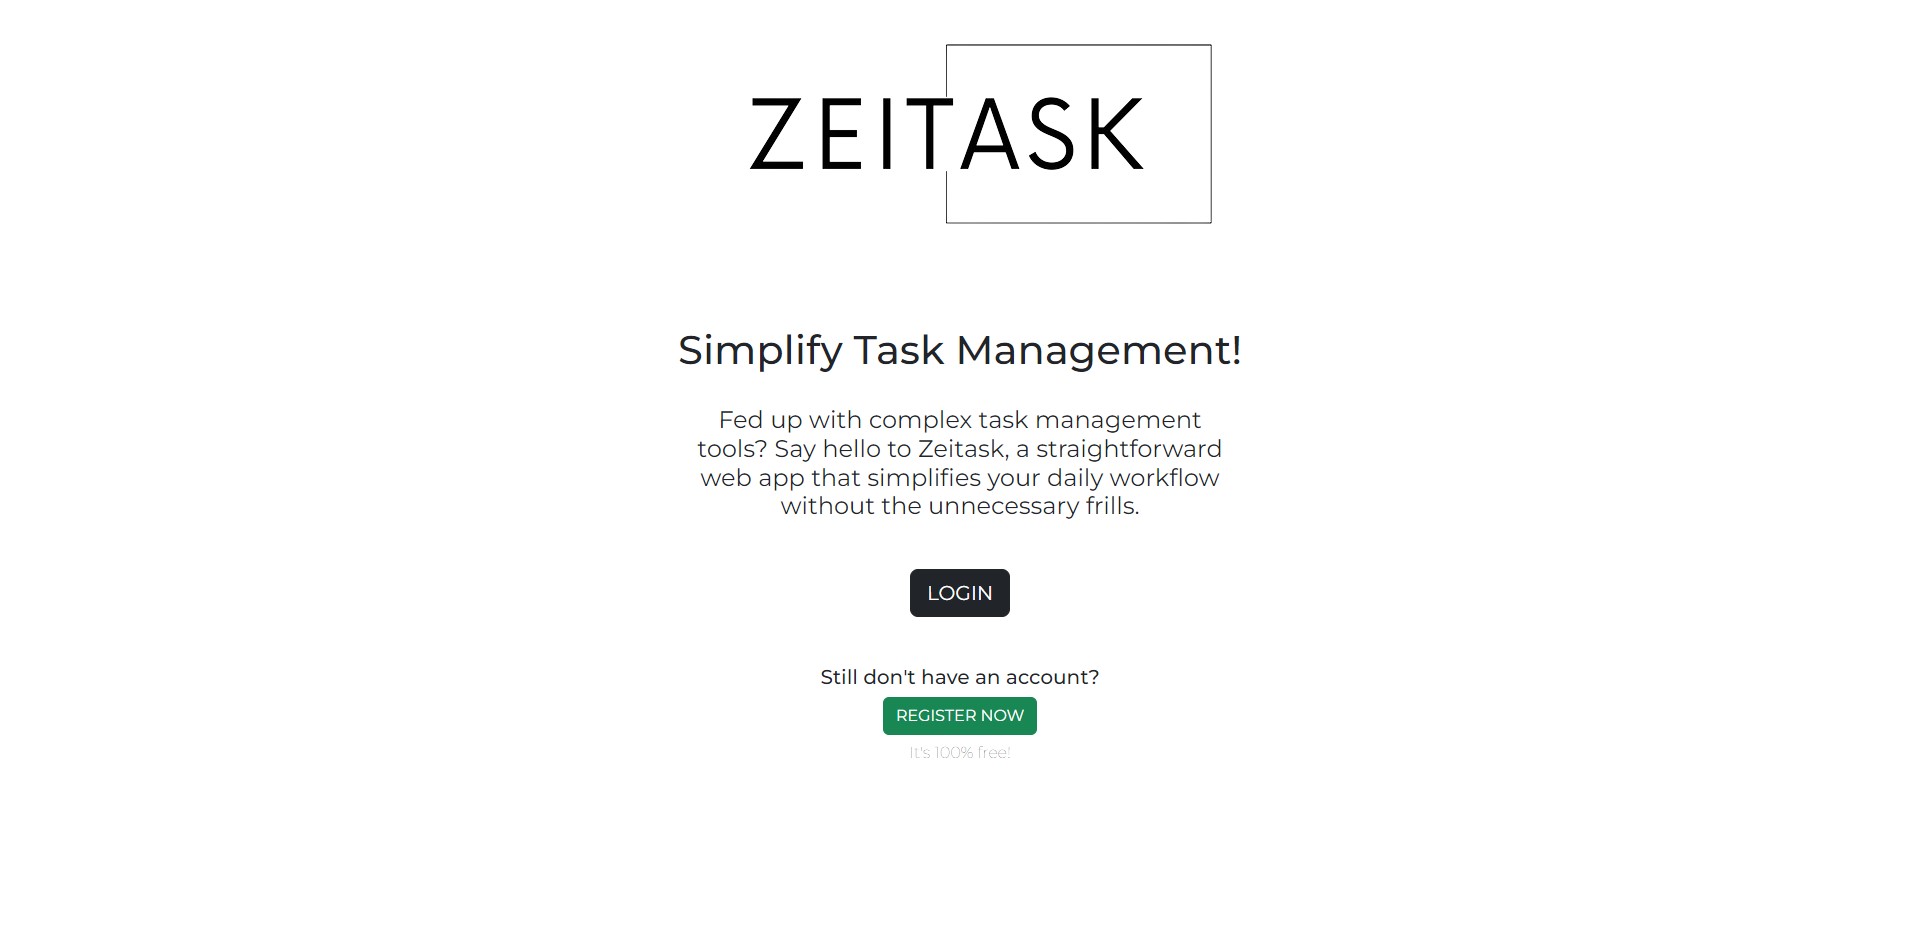 ZEITASK
Simplify Task Management!
Fed up with complex task management
tools? Say hello to Zeitask, a straightforward
web app that simplifies your daily workflow
without the unnecessary frills.
LOGIN
Still don't have an account?
REGISTER NOW
It's 100% free!